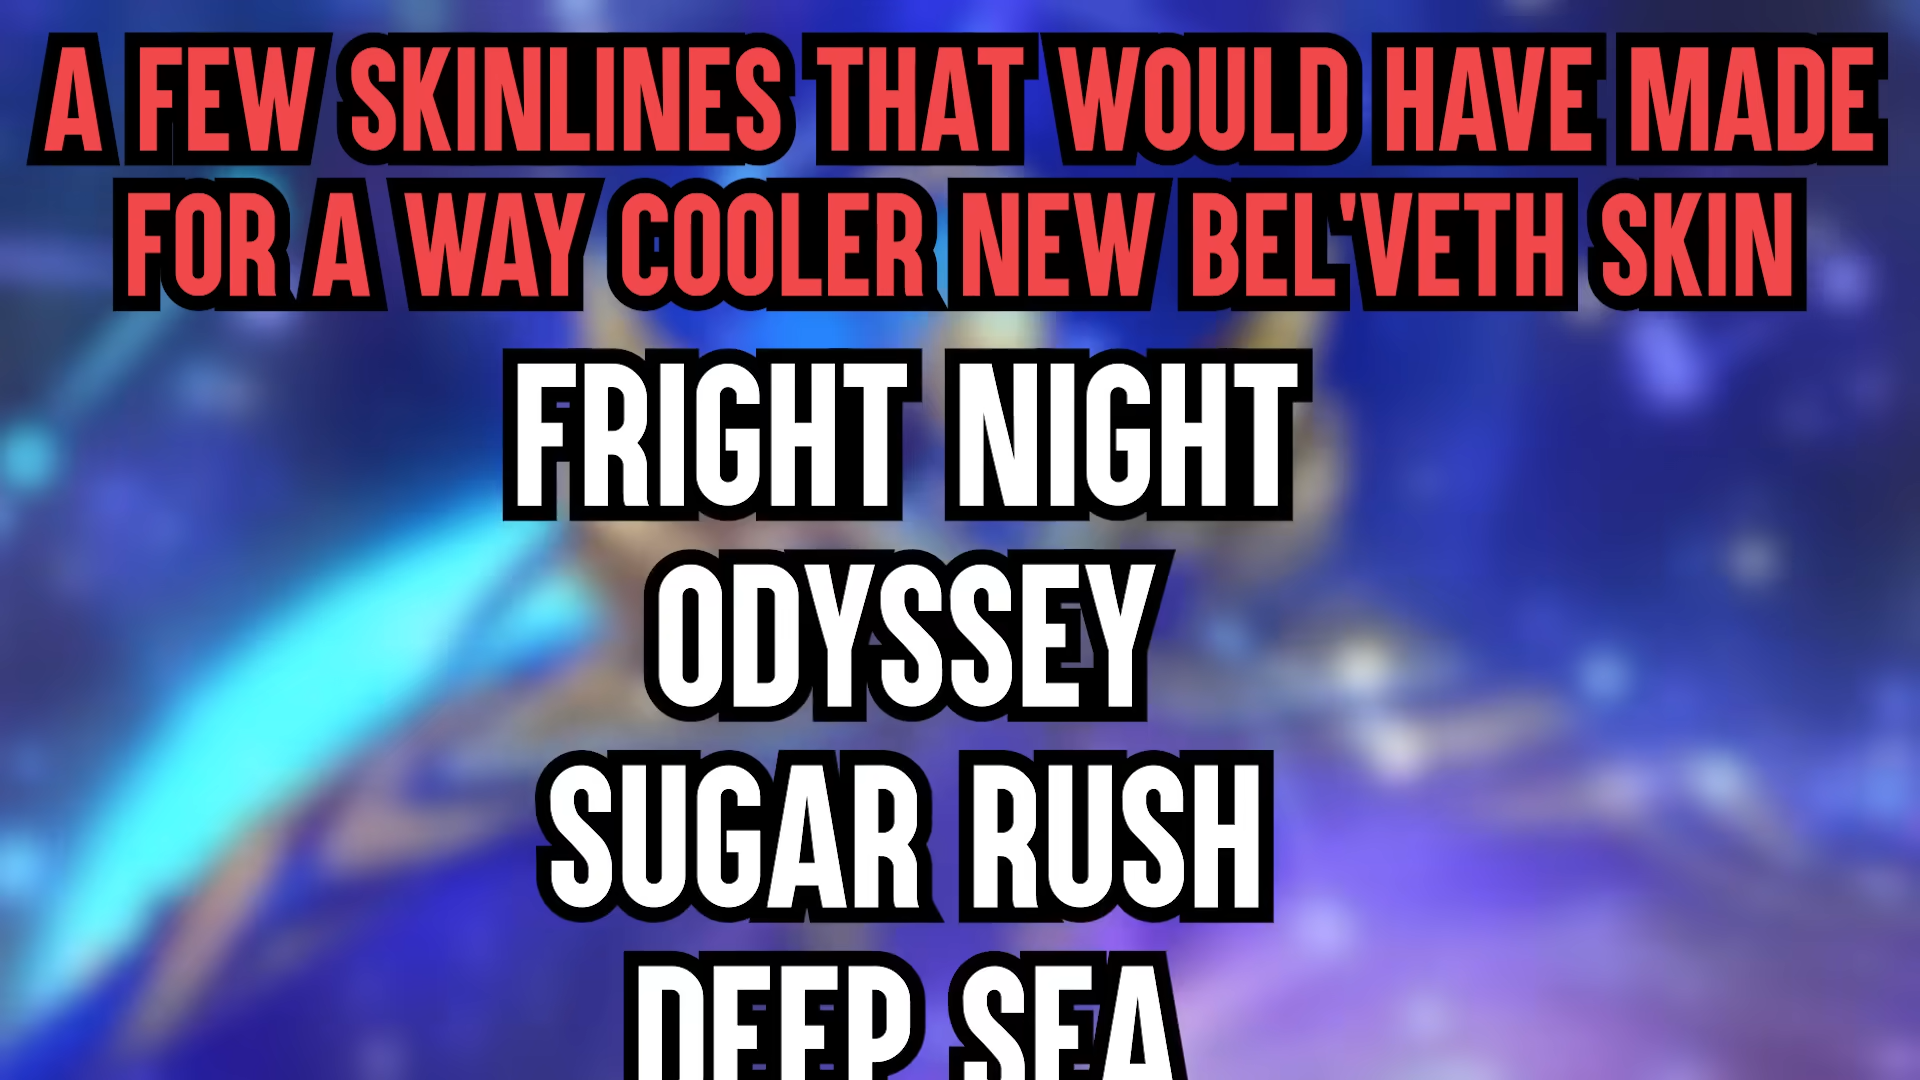 A FEW SKINLINES THAT WOULD HAVE MADE
FOR A WAY COOLER NEW BEL'VETH SKIN
FRIGHT NIGHT
ODYSSEY
SUGAR RUSH
DEEP SEA